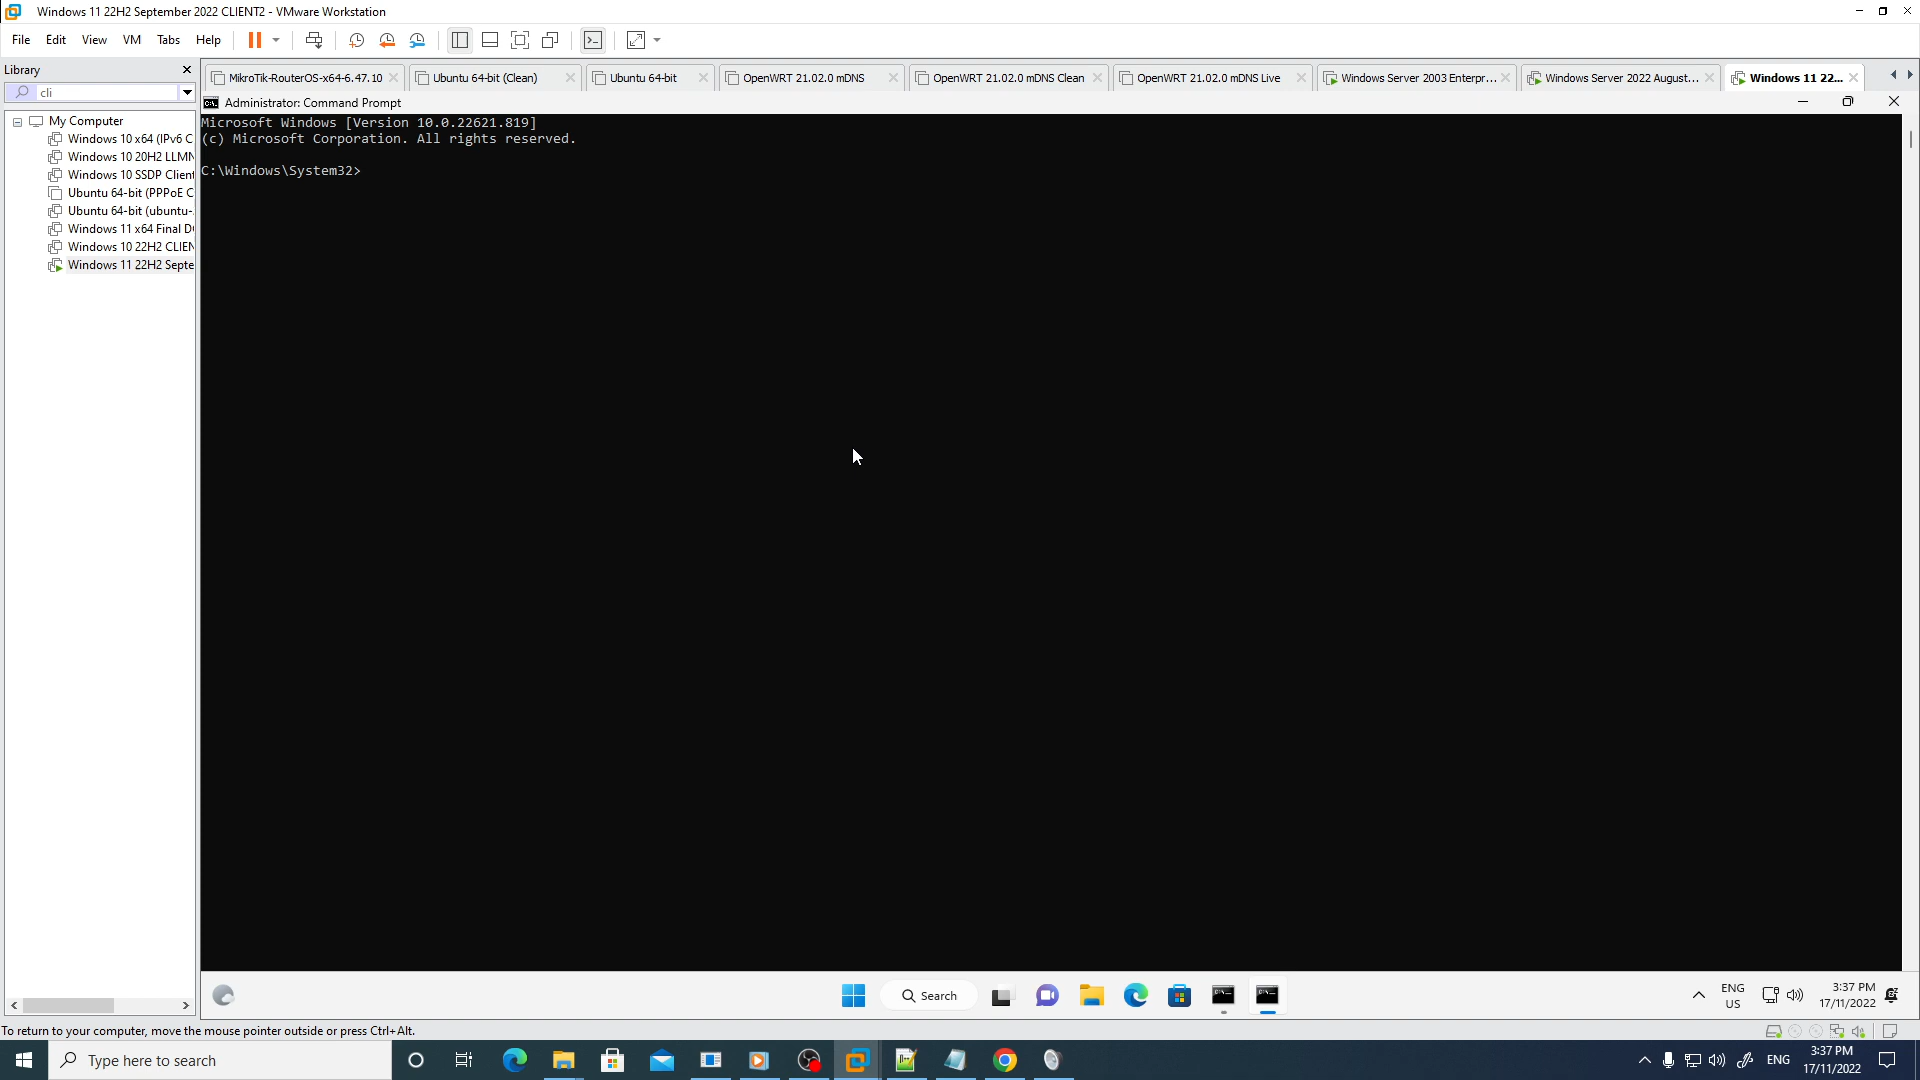 Windows 11 22H2 September 2022 CLIENT2 - VMware Workstation
File Edit View VM Tabs Help
Library
cli
My Computer
Windows 10 x64 (IPv6 C
Windows 10 20H2 LLMN
Windows 10 SSDP Client
Ubuntu 64-bit (PPPoE C
Ubuntu 64-bit (ubuntu-
Windows 11 x64 Final D
Windows 10 22H2 CLIEN
Windows 11 22H2 Septe
MikroTik-RouterOS-x64-6.47.10 Ubuntu 64-bit (Clean) Ubuntu 64-bit OpenWRT 21.02.0 mDNS OpenWRT 21.02.0 mDNS Clean OpenWRT 21.02.0 mDNS Live Windows Server 2003 Enterpr... Windows Server 2022 August... Windows 11 22...
Administrator: Command Prompt
Microsoft Windows [Version 10.0.22621.819]
(c) Microsoft Corporation. All rights reserved.
C:\Windows\System32>
Search
ENG
US
3:37 PM
17/11/2022
To return to your computer, move the mouse pointer outside or press Ctrl+Alt.
Type here to search
ENG
3:37 PM
17/11/2022